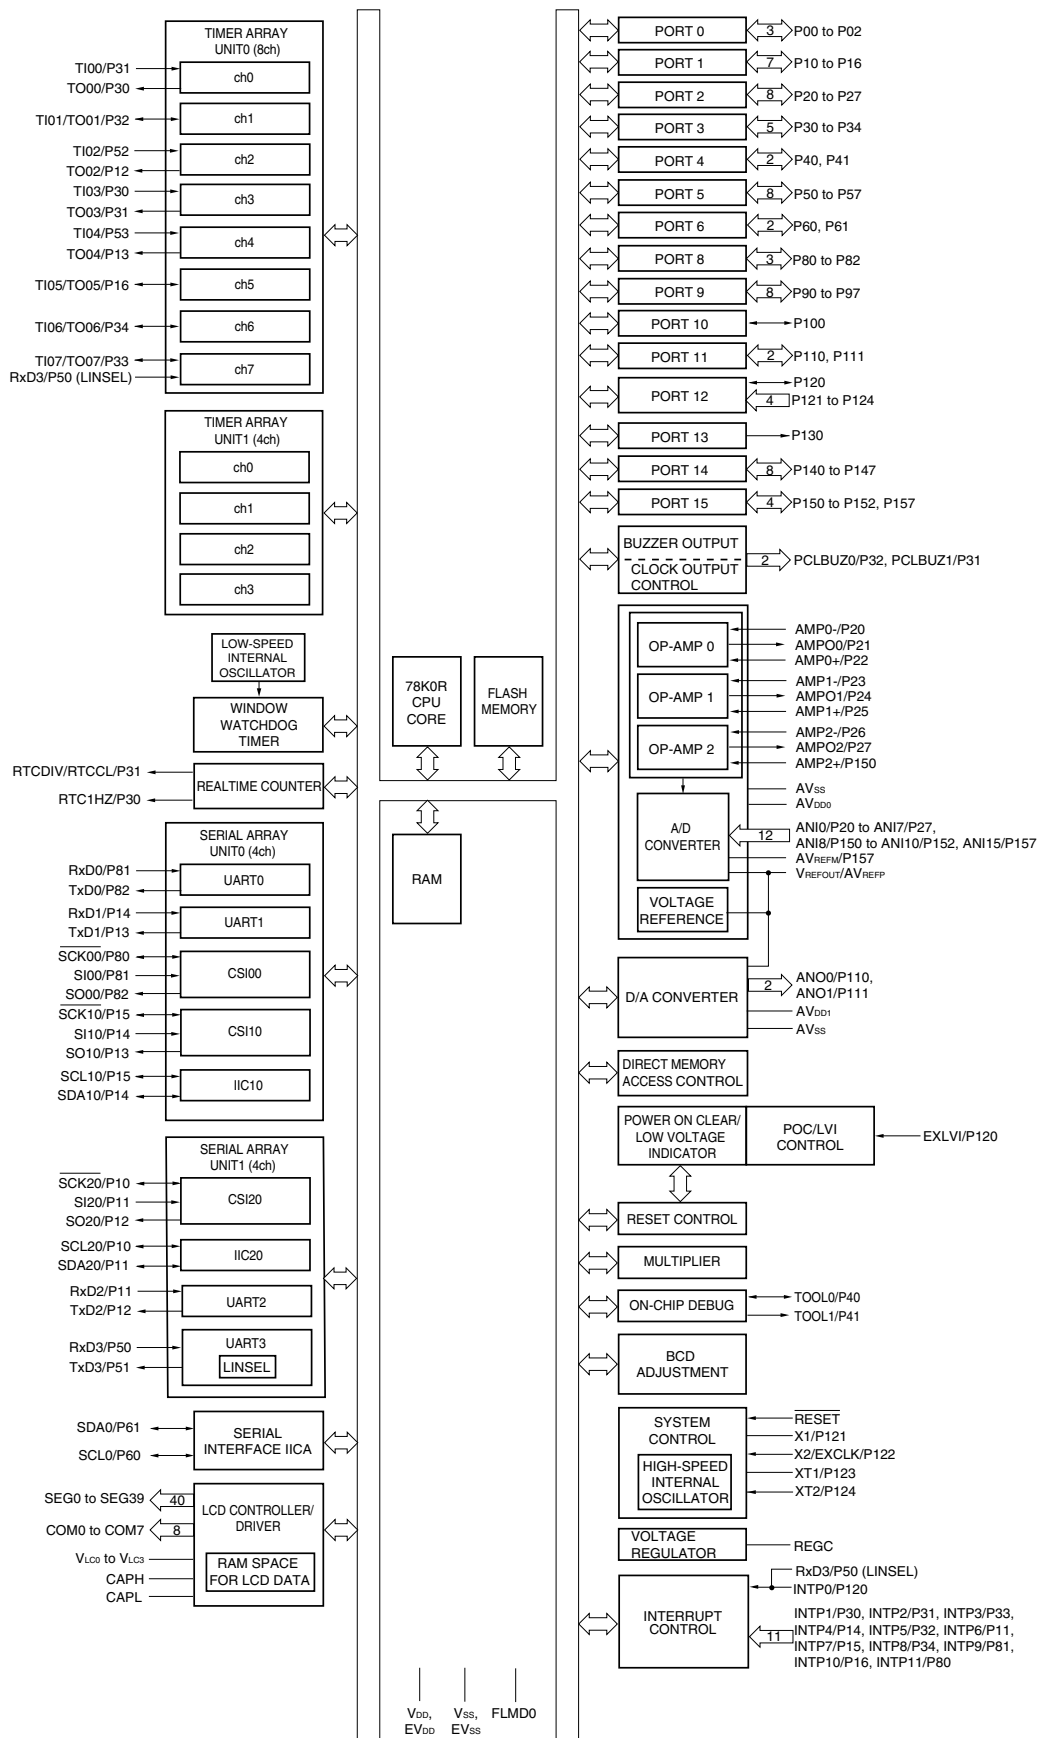 TIMER ARRAY
UNIT0 (8ch)
TI00/P31
TO00/P30
ch0
TI01/TO01/P32
ch1
TI02/P52
TO02/P12
ch2
TI03/P30
TO03/P31
ch3
TI04/P53
TO04/P13
ch4
TI05/TO05/P16
ch5
TI06/TO06/P34
ch6
TI07/TO07/P33
RxD3/P50 (LINSEL)
ch7
TIMER ARRAY
UNIT1 (4ch)
ch0
ch1
ch2
ch3
LOW-SPEED
INTERNAL
OSCILLATOR
WINDOW
WATCHDOG
TIMER
RTCDIV/RTCCL/P31
RTC1HZ/P30
REALTIME COUNTER
SERIAL ARRAY
UNIT0 (4ch)
RxD0/P81
TxD0/P82
UART0
RxD1/P14
TxD1/P13
UART1
SCK00/P80
SI00/P81
SO00/P82
CSI00
SCK10/P15
SI10/P14
SO10/P13
CSI10
SCL10/P15
SDA10/P14
IIC10
SERIAL ARRAY
UNIT1 (4ch)
SCK20/P10
SI20/P11
SO20/P12
CSI20
SCL20/P10
SDA20/P11
IIC20
RxD2/P11
TxD2/P12
UART2
RxD3/P50
TxD3/P51
UART3
LINSEL
SDA0/P61
SCL0/P60
SERIAL
INTERFACE IICA
SEG0 to SEG39
40
COM0 to COM7
8
VLC0 to VLC3
CAPH
CAPL
LCD CONTROLLER/
DRIVER
RAM SPACE
FOR LCD DATA
78K0R
CPU
CORE
FLASH
MEMORY
RAM
VDD,
EVDD
VSS,
EVSS
FLMD0
PORT 0
3
P00 to P02
PORT 1
7
P10 to P16
PORT 2
8
P20 to P27
PORT 3
5
P30 to P34
PORT 4
2
P40, P41
PORT 5
8
P50 to P57
PORT 6
2
P60, P61
PORT 8
3
P80 to P82
PORT 9
8
P90 to P97
PORT 10
P100
PORT 11
2
P110, P111
PORT 12
P120
4
P121 to P124
PORT 13
P130
PORT 14
8
P140 to P147
PORT 15
4
P150 to P152, P157
BUZZER OUTPUT
CLOCK OUTPUT
CONTROL
2
PCLBUZ0/P32, PCLBUZ1/P31
OP-AMP 0
AMP0-/P20
AMPO0/P21
AMP0+/P22
OP-AMP 1
AMP1-/P23
AMPO1/P24
AMP1+/P25
OP-AMP 2
AMP2-/P26
AMPO2/P27
AMP2+/P150
AVSS
AVDD0
A/D
CONVERTER
12
ANI0/P20 to ANI7/P27,
ANI8/P150 to ANI10/P152, ANI15/P157
AVREFM/P157
VREFOUT/AVREFP
VOLTAGE
REFERENCE
D/A CONVERTER
2
ANO0/P110,
ANO1/P111
AVDD1
AVSS
DIRECT MEMORY
ACCESS CONTROL
POWER ON CLEAR/
LOW VOLTAGE
INDICATOR
POC/LVI
CONTROL
EXLVI/P120
RESET CONTROL
MULTIPLIER
ON-CHIP DEBUG
TOOL0/P40
TOOL1/P41
BCD
ADJUSTMENT
SYSTEM
CONTROL
HIGH-SPEED
INTERNAL
OSCILLATOR
RESET
X1/P121
X2/EXCLK/P122
XT1/P123
XT2/P124
VOLTAGE
REGULATOR
REGC
INTERRUPT
CONTROL
RxD3/P50 (LINSEL)
INTP0/P120
11
INTP1/P30, INTP2/P31, INTP3/P33,
INTP4/P14, INTP5/P32, INTP6/P11,
INTP7/P15, INTP8/P34, INTP9/P81,
INTP10/P16, INTP11/P80